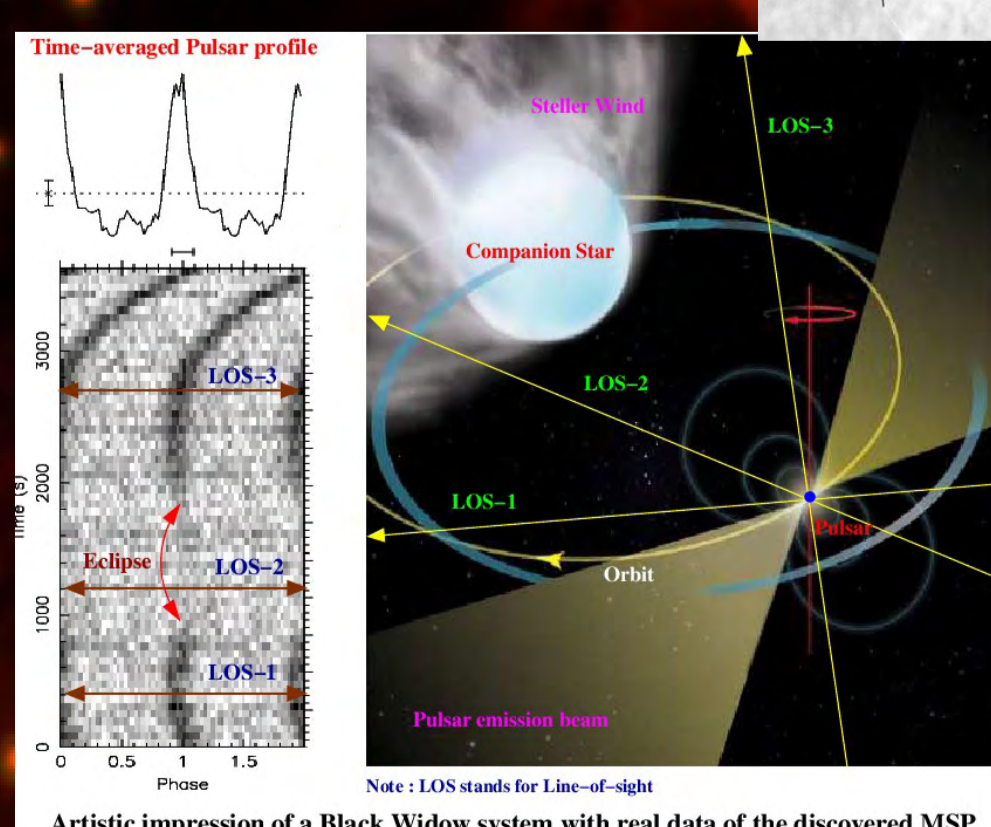 Time-averaged Pulsar profile
Time (s)
3000
2000
1000
0
LOS-3
Eclipse
LOS-2
LOS-1
0 0.5 1 1.5
Phase
Steller Wind
LOS-3
Companion Star
LOS-2
LOS-1
Pulsar
Orbit
Pulsar emission beam
Note : LOS stands for Line-of-sight
Artistic impression of a Black Widow system with real data of the discovered MSP